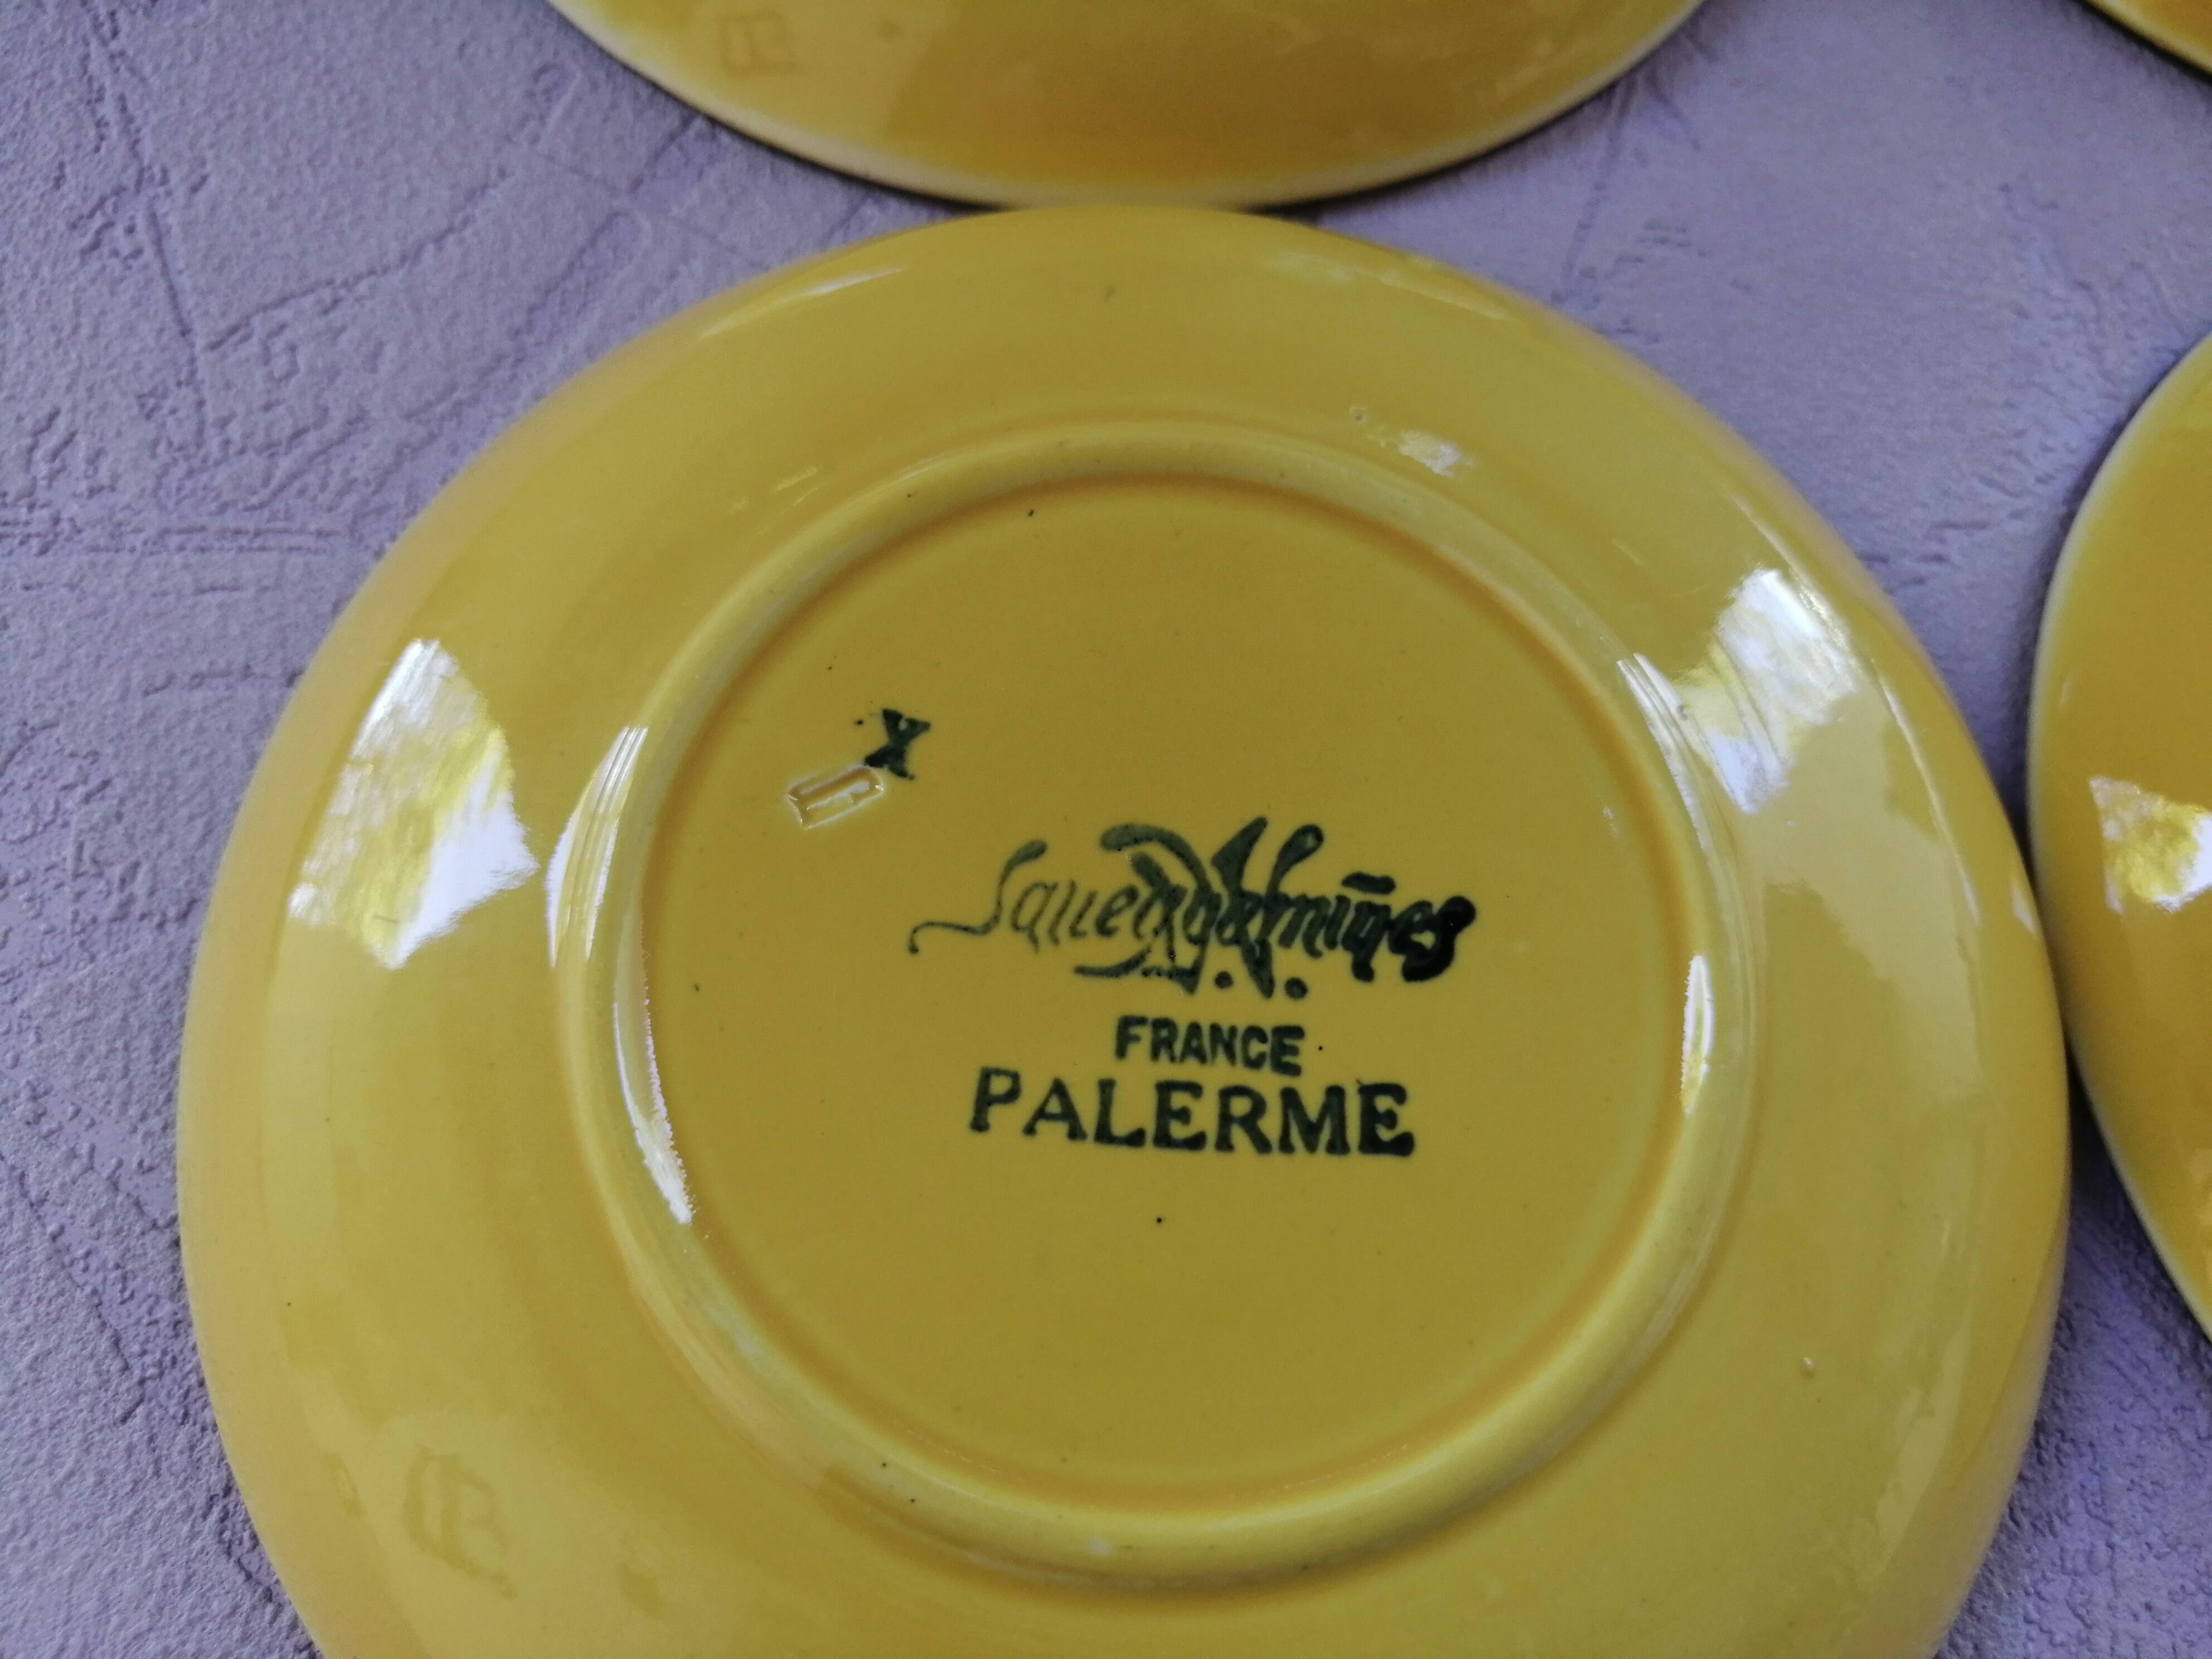 X
Sarreguemines
FRANCE
PALERME